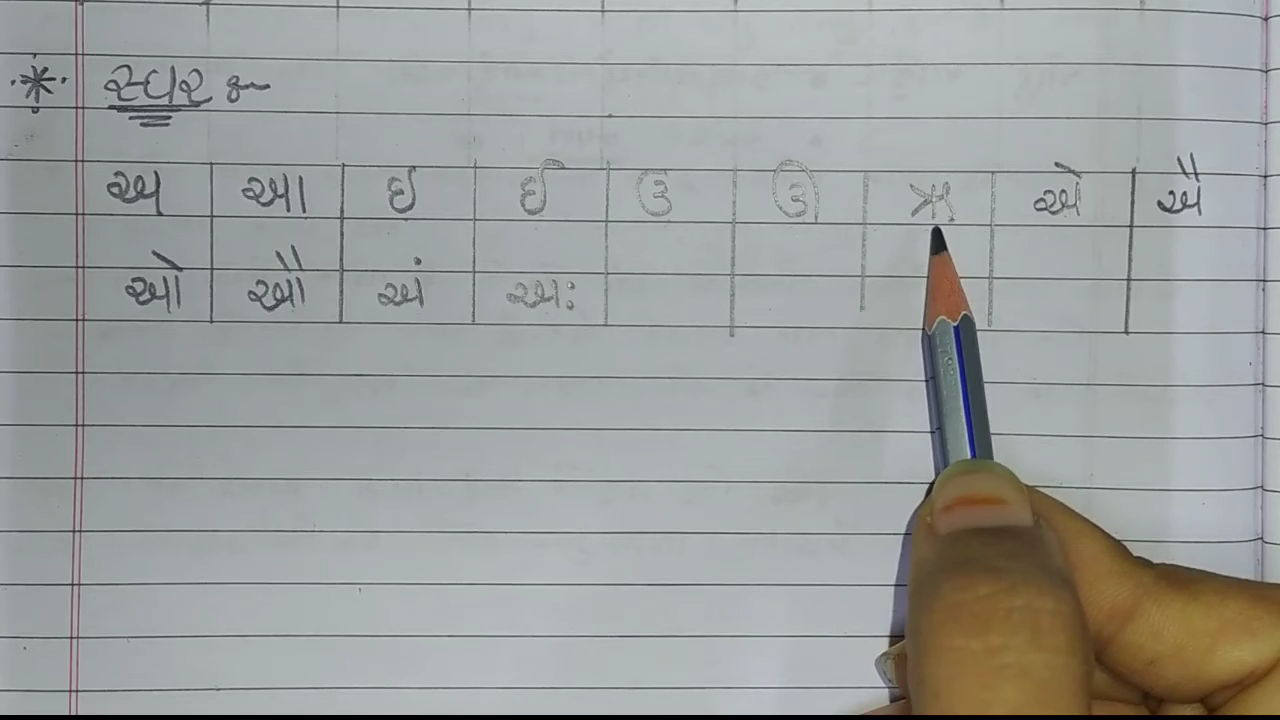 * સ્વર :-
અ આ ઇ ઈ ઉ ઊ ઋ એ ઐ
ઓ ઔ અં અઃ